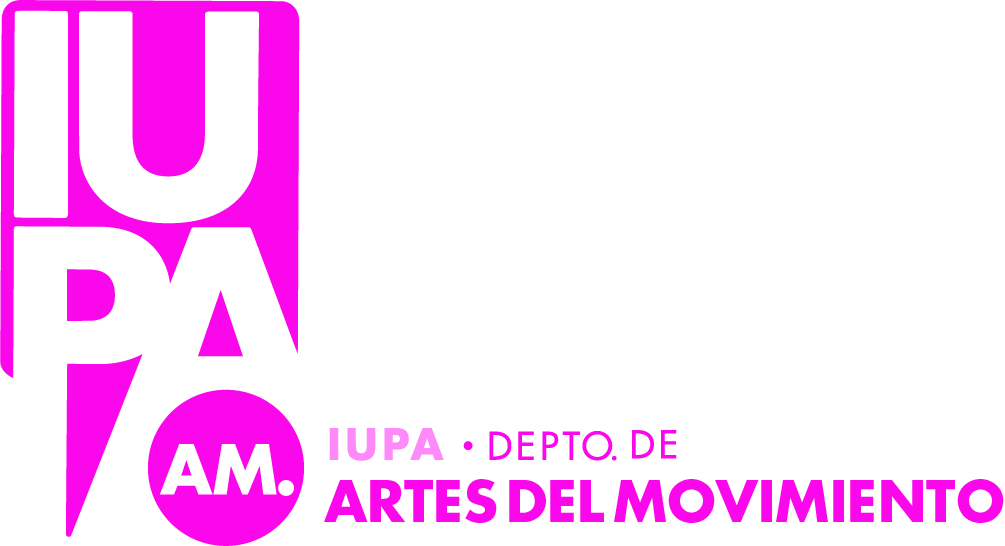 IU
PA
AM.
IUPA • DEPTO. DE
ARTES DEL MOVIMIENTO